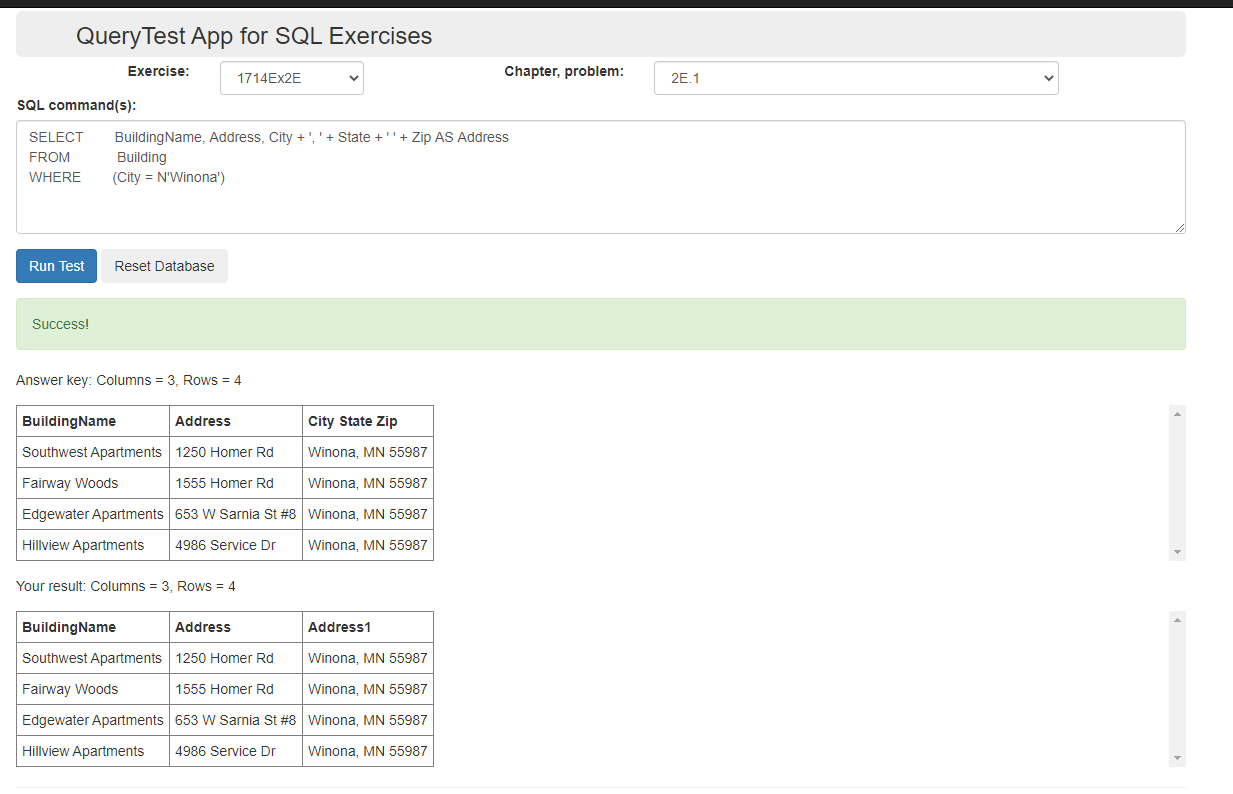 QueryTest App for SQL Exercises
Exercise: 1714Ex2E Chapter, problem: 2E.1
SQL command(s):
SELECT BuildingName, Address, City + ', ' + State + ' ' + Zip AS Address
FROM Building
WHERE (City = N'Winona')
Run Test Reset Database
Success!
Answer key: Columns = 3, Rows = 4
BuildingName Address City State Zip
Southwest Apartments 1250 Homer Rd Winona, MN 55987
Fairway Woods 1555 Homer Rd Winona, MN 55987
Edgewater Apartments 653 W Sarnia St #8 Winona, MN 55987
Hillview Apartments 4986 Service Dr Winona, MN 55987
Your result: Columns = 3, Rows = 4
BuildingName Address Address1
Southwest Apartments 1250 Homer Rd Winona, MN 55987
Fairway Woods 1555 Homer Rd Winona, MN 55987
Edgewater Apartments 653 W Sarnia St #8 Winona, MN 55987
Hillview Apartments 4986 Service Dr Winona, MN 55987